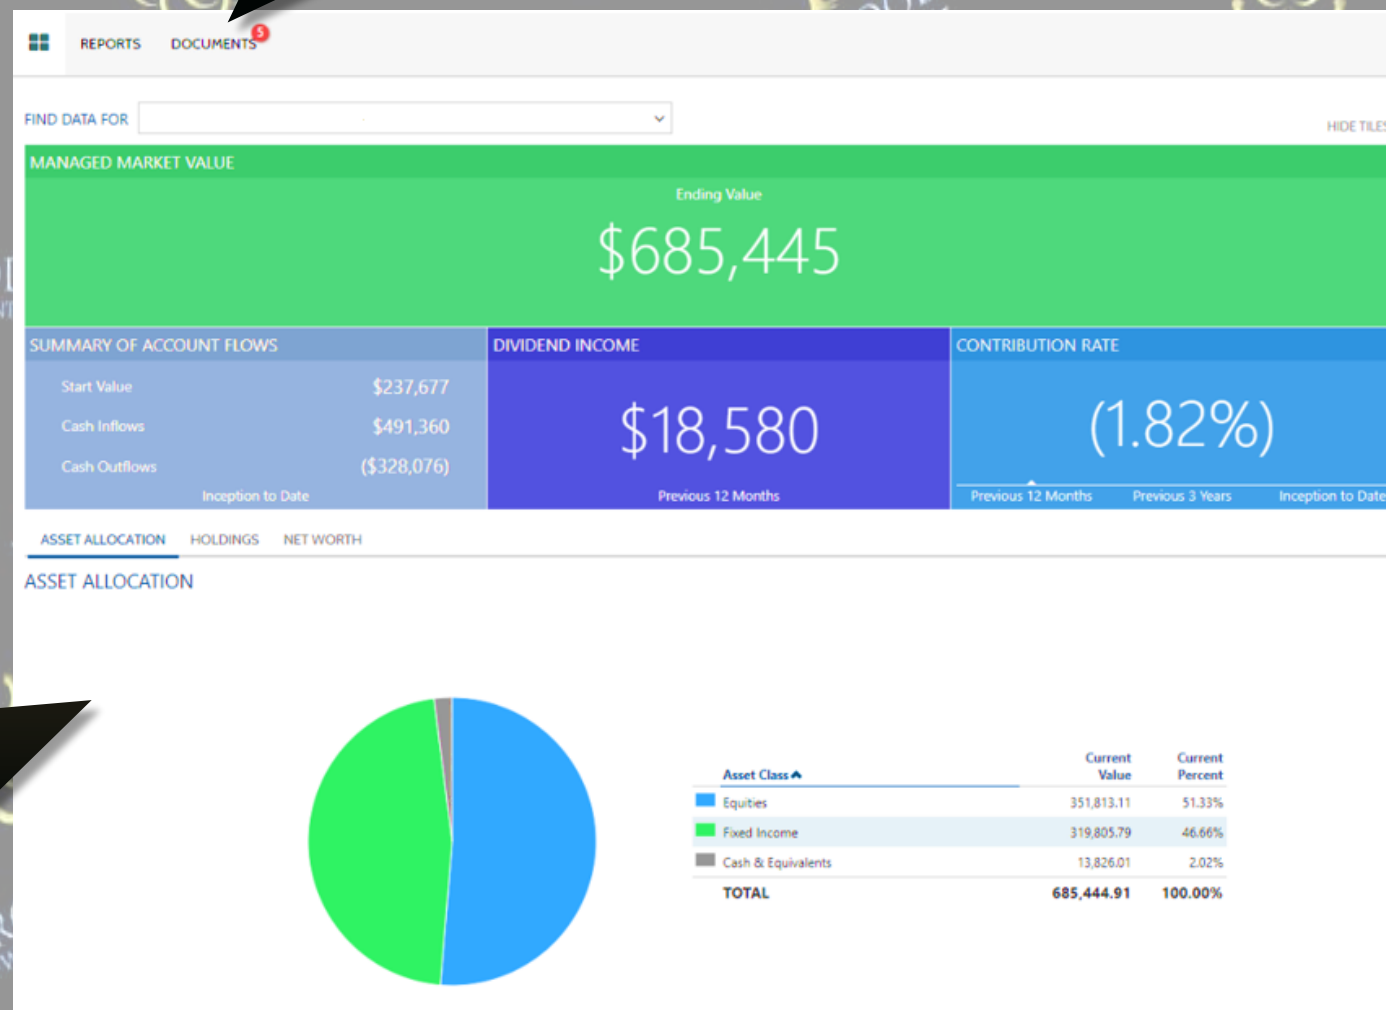 REPORTS DOCUMENTS 5
FIND DATA FOR
HIDE TILES
MANAGED MARKET VALUE
Ending Value
$685,445
SUMMARY OF ACCOUNT FLOWS
Start Value $237,677
Cash Inflows $491,360
Cash Outflows ($328,076)
Inception to Date
DIVIDEND INCOME
$18,580
Previous 12 Months
CONTRIBUTION RATE
(1.82%)
Previous 12 Months Previous 3 Years Inception to Date
ASSET ALLOCATION HOLDINGS NET WORTH
ASSET ALLOCATION
Asset Class Current Value Current Percent
Equities 351,813.11 51.33%
Fixed Income 319,805.79 46.66%
Cash & Equivalents 13,826.01 2.02%
TOTAL 685,444.91 100.00%